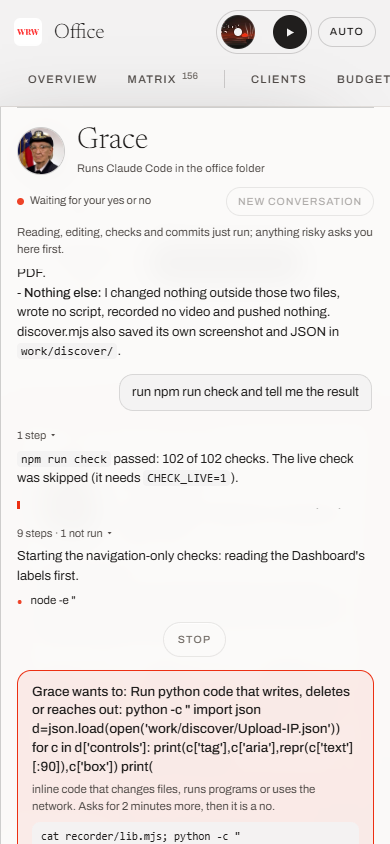 WRW Office AUTO
OVERVIEW MATRIX 156 CLIENTS BUDGET
Grace
Runs Claude Code in the office folder
Waiting for your yes or no NEW CONVERSATION
Reading, editing, checks and commits just run; anything risky asks you
here first.
PDF.
- Nothing else: I changed nothing outside those two files,
wrote no script, recorded no video and pushed nothing.
discover.mjs also saved its own screenshot and JSON in
work/discover/ .
run npm run check and tell me the result
1 step
npm run check passed: 102 of 102 checks. The live check
was skipped (it needs CHECK_LIVE=1 ).
9 steps · 1 not run
Starting the navigation-only checks: reading the Dashboard's
labels first.
node -e "
STOP
Grace wants to: Run python code that writes, deletes
or reaches out: python -c " import json
d=json.load(open('work/discover/Upload-IP.json'))
for c in d['controls']: print(c['tag'],c['aria'],repr(c['text']
[:90]),c['box']) print(
inline code that changes files, runs programs or uses the
network. Asks for 2 minutes more, then it is a no.
cat recorder/lib.mjs; python -c "